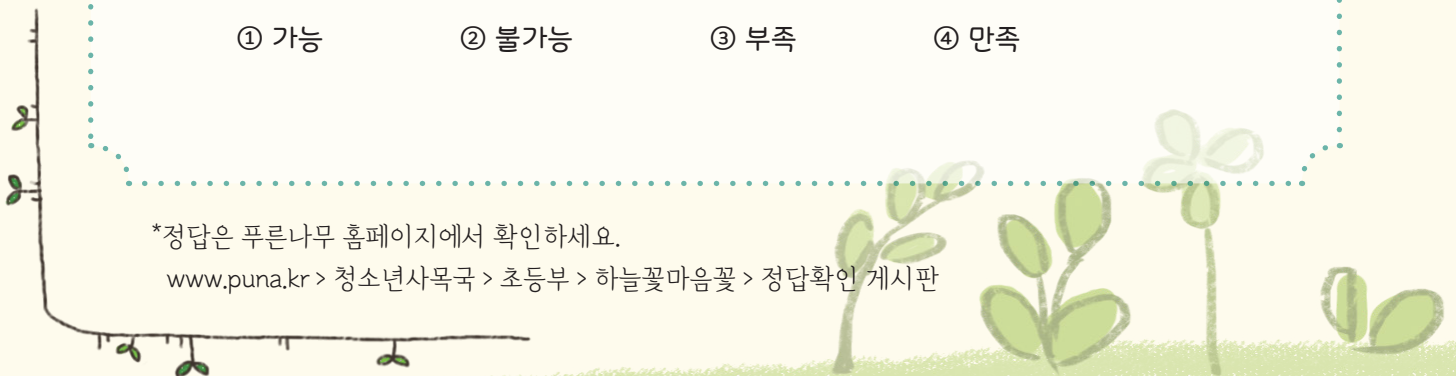 ① 가능 ② 불가능 ③ 부족 ④ 만족
*정답은 푸른나무 홈페이지에서 확인하세요.
www.puna.kr > 청소년사목국 > 초등부 > 하늘꽃마음꽃 > 정답확인 게시판